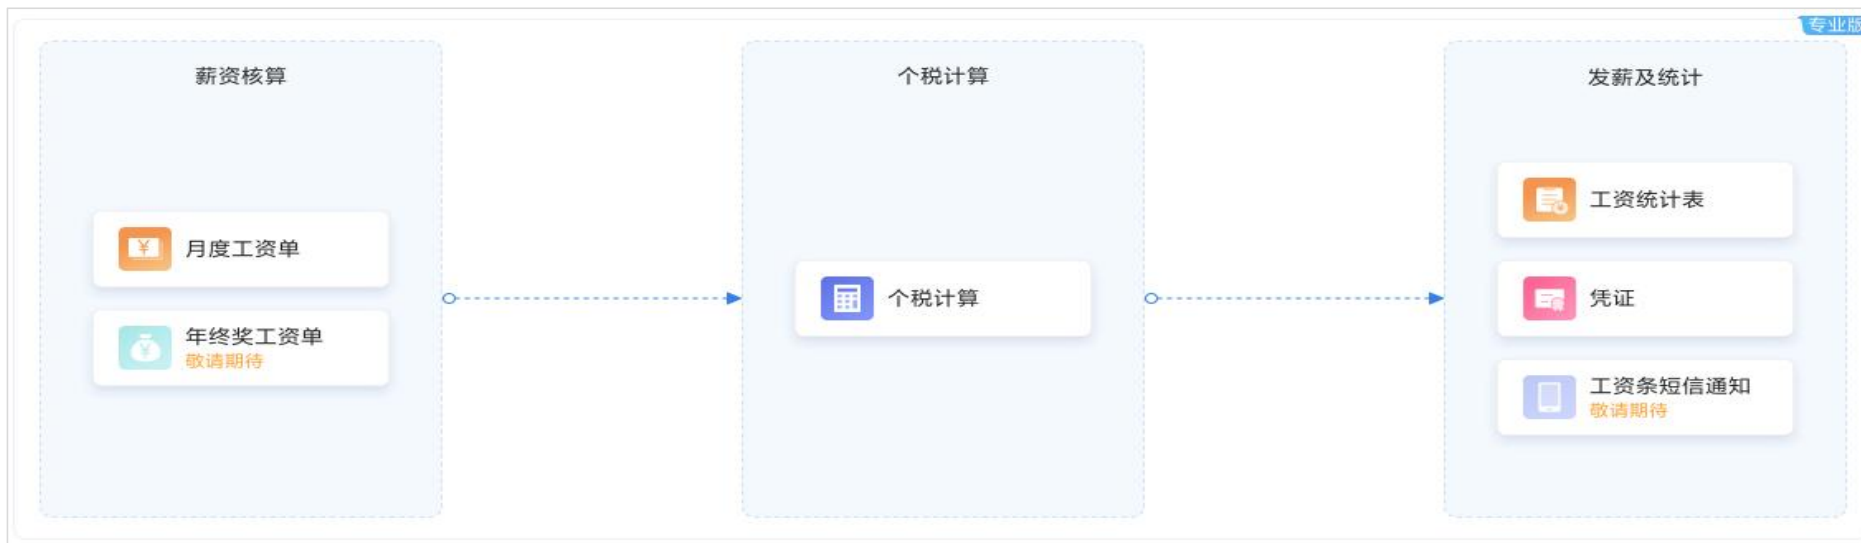 专业版
薪资核算
月度工资单
年终奖工资单
敬请期待
个税计算
个税计算
发薪及统计
工资统计表
凭证
工资条短信通知
敬请期待